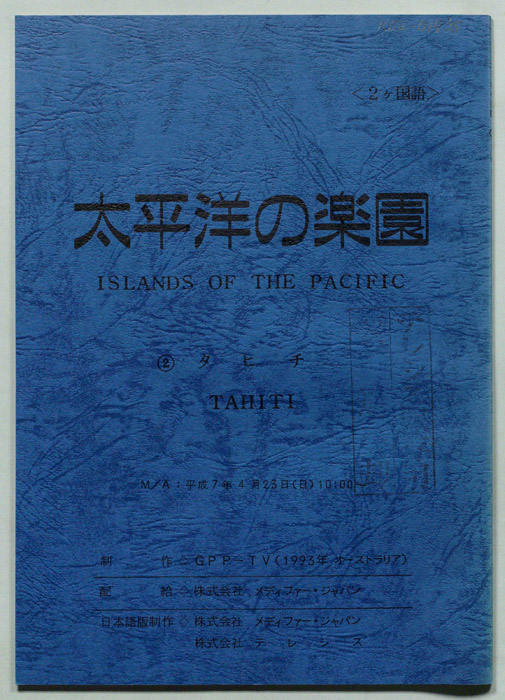 ＜2ヶ国語＞
太平洋の楽園
ISLANDS OF THE PACIFIC
② タヒチ
TAHITI
M／A：平成7年4月23日(日)10:00
制作◇GPP－TV(1993年 オーストラリア)
配給◇株式会社 メディファー・ジャパン
日本語版制作◇株式会社 メディファー・ジャパン
株式会社 テレシス